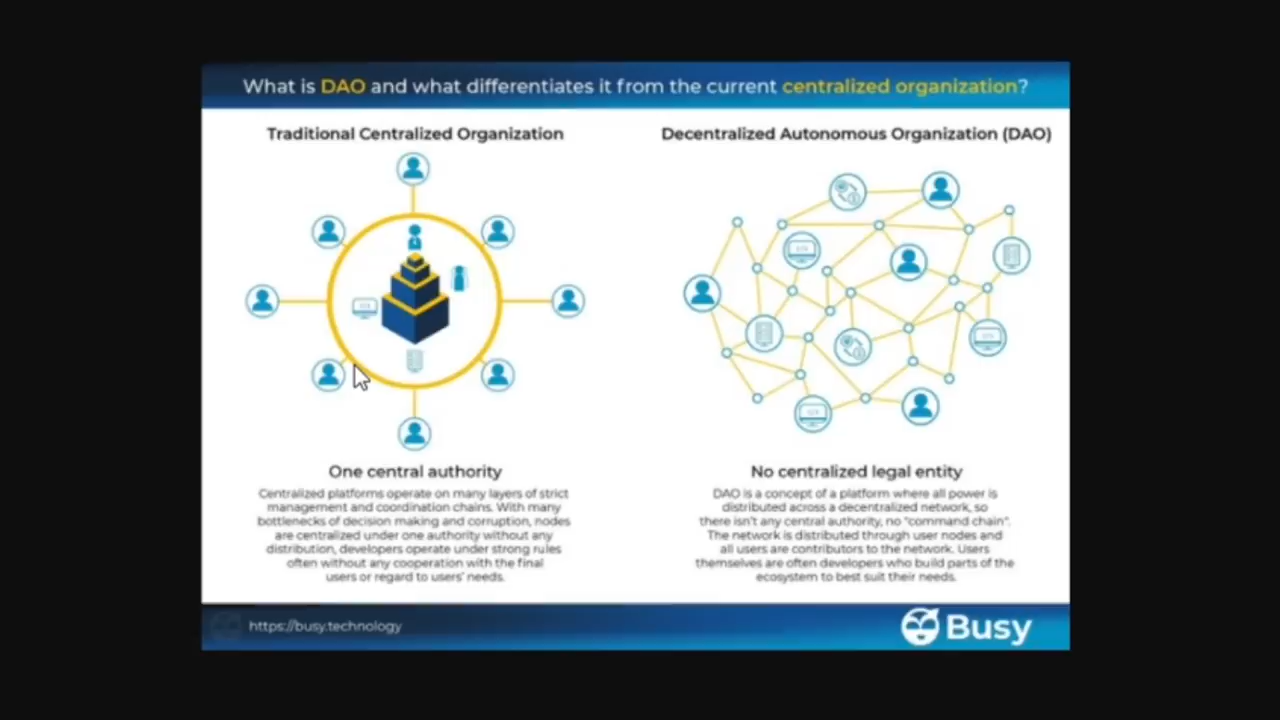 What is DAO and what differentiates it from the current centralized organization?
Traditional Centralized Organization
Decentralized Autonomous Organization (DAO)
One central authority
Centralized platforms operate on many layers of strict
management and coordination chains. With many
bottlenecks of decision making and corruption, nodes
are centralized under one authority without any
distribution, developers operate under strong rules
often without any cooperation with the final
users or regard to users' needs.
No centralized legal entity
DAO is a concept of a platform where all power is
distributed across a decentralized network, so
there isn't any central authority, no "command chain".
The network is distributed through user nodes and
all users are contributors to the network. Users
themselves are often developers who build parts of the
ecosystem to best suit their needs.
https://busy.technology
Busy